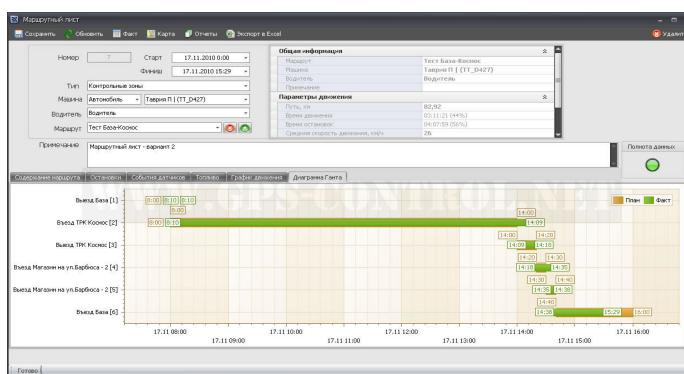 Маршрутный лист
Сохранить Обновить Факт Карта Отчеты Экспорт в Excel Удалить
Номер 7 Старт 17.11.2010 0:00
Финиш 17.11.2010 15:29
Тип Контрольные зоны
Машина Автомобиль Таврия П | (TT_D427)
Водитель Водитель
Маршрут Тест База-Космос
Примечание Маршрутный лист - вариант 2
Общая информация
Маршрут Тест База-Космос
Машина Таврия П | (TT_D427)
Водитель Водитель
Примечание
Параметры движения
Путь, км 82,92
Время движения 03:11:21 (44%)
Время остановок 04:07:59 (56%)
Средняя скорость движения, км/ч 26
Полнота данных
Содержание маршрута Остановки События датчиков Топливо График движения Диаграмма Ганта
План Факт
Выезд База [1] 8:00 8:10 8:10
8:00 14:00
Въезд ТРК Космос [2] 8:00 8:10 14:09
14:00 14:20
Выезд ТРК Космос [3] 14:09 14:18
14:20 14:30
Въезд Магазин на ул.Барбюса - 2 [4] 14:18 14:35
14:30 14:40
Выезд Магазин на ул.Барбюса - 2 [5] 14:35 14:38
14:40
Въезд База [6] 14:38 15:29 16:00
17.11 08:00 17.11 10:00 17.11 12:00 17.11 14:00 17.11 16:00
17.11 09:00 17.11 11:00 17.11 13:00 17.11 15:00
Готово